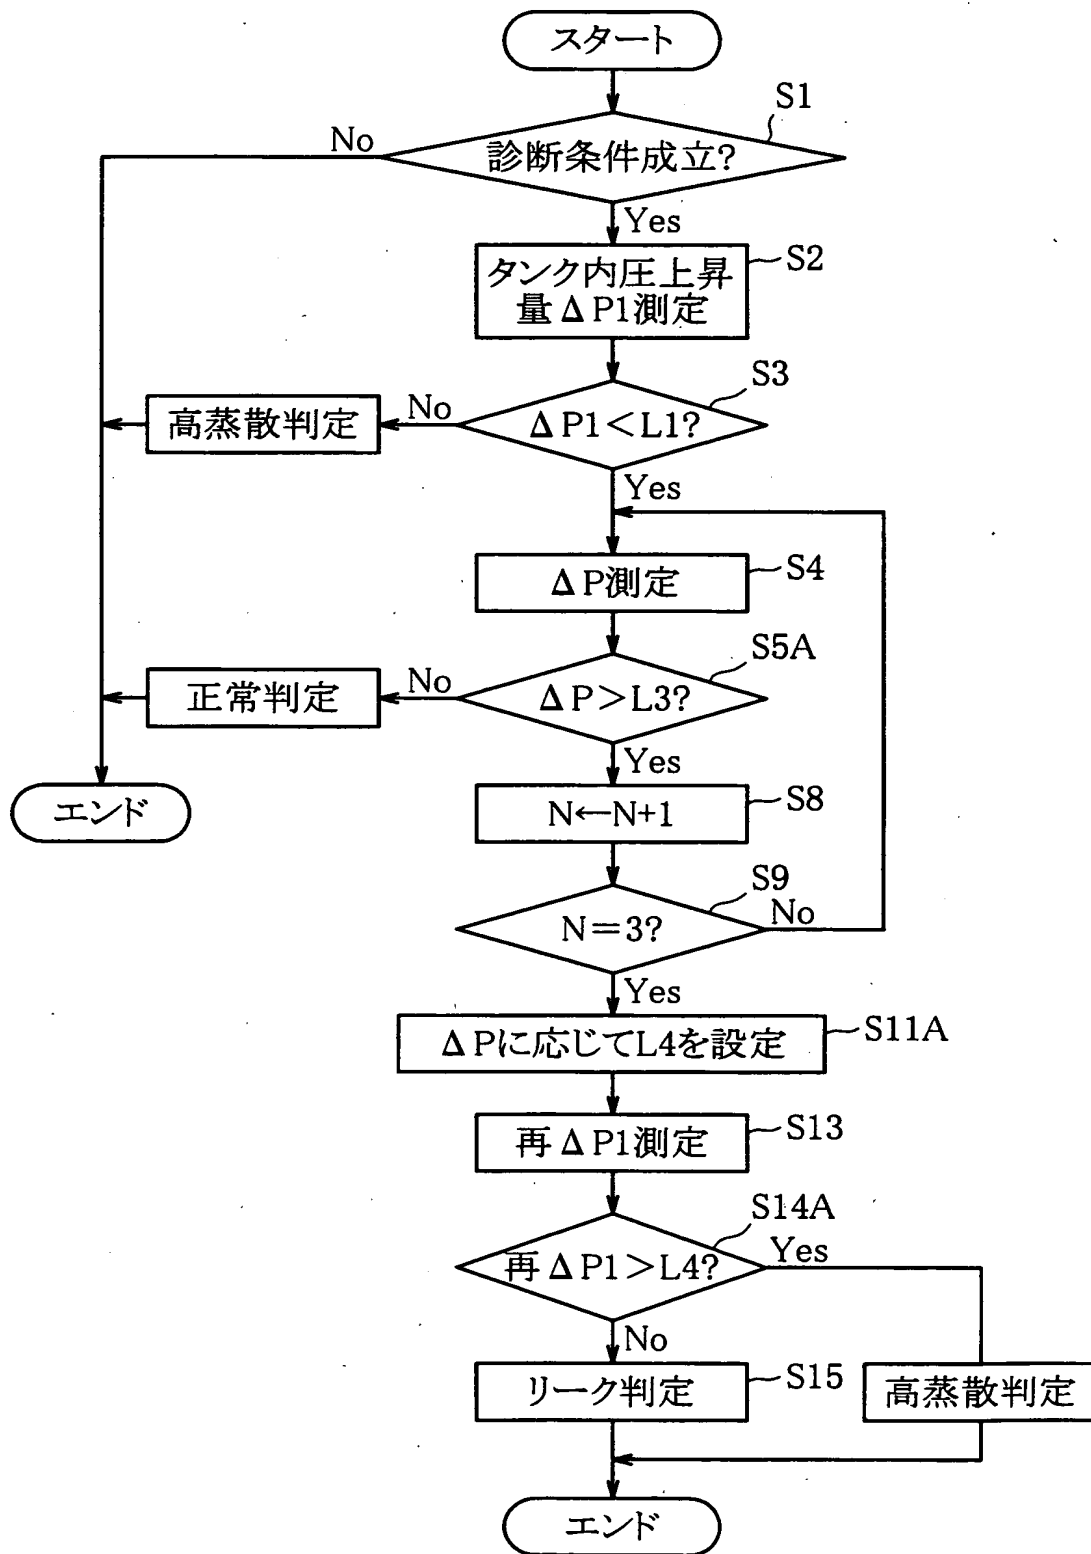 スタート
S1
No
診断条件成立?
Yes
S2
タンク内圧上昇
量ΔP1測定
S3
高蒸散判定
No
ΔP1<L1?
Yes
ΔP測定
S4
S5A
正常判定
No
ΔP>L3?
Yes
エンド
N←N+1
S8
S9
N=3?
No
Yes
ΔPに応じてL4を設定
S11A
再ΔP1測定
S13
S14A
再ΔP1>L4?
Yes
No
リーク判定
S15
高蒸散判定
エンド